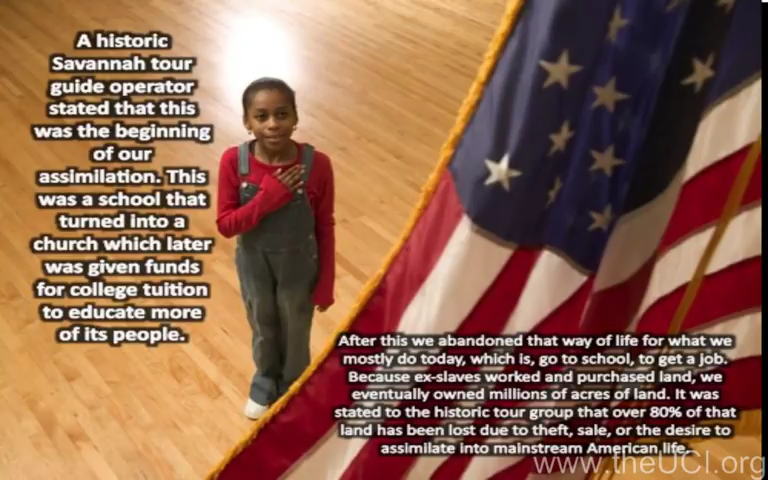 A historic
Savannah tour
guide operator
stated that this
was the beginning
of our
assimilation. This
was a school that
turned into a
church which later
was given funds
for college tuition
to educate more
of its people.
After this we abandoned that way of life for what we
mostly do today, which is, go to school, to get a job.
Because ex-slaves worked and purchased land, we
eventually owned millions of acres of land. It was
stated to the historic tour group that over 80% of that
land has been lost due to theft, sale, or the desire to
assimilate into mainstream American life.
www.theUCI.org